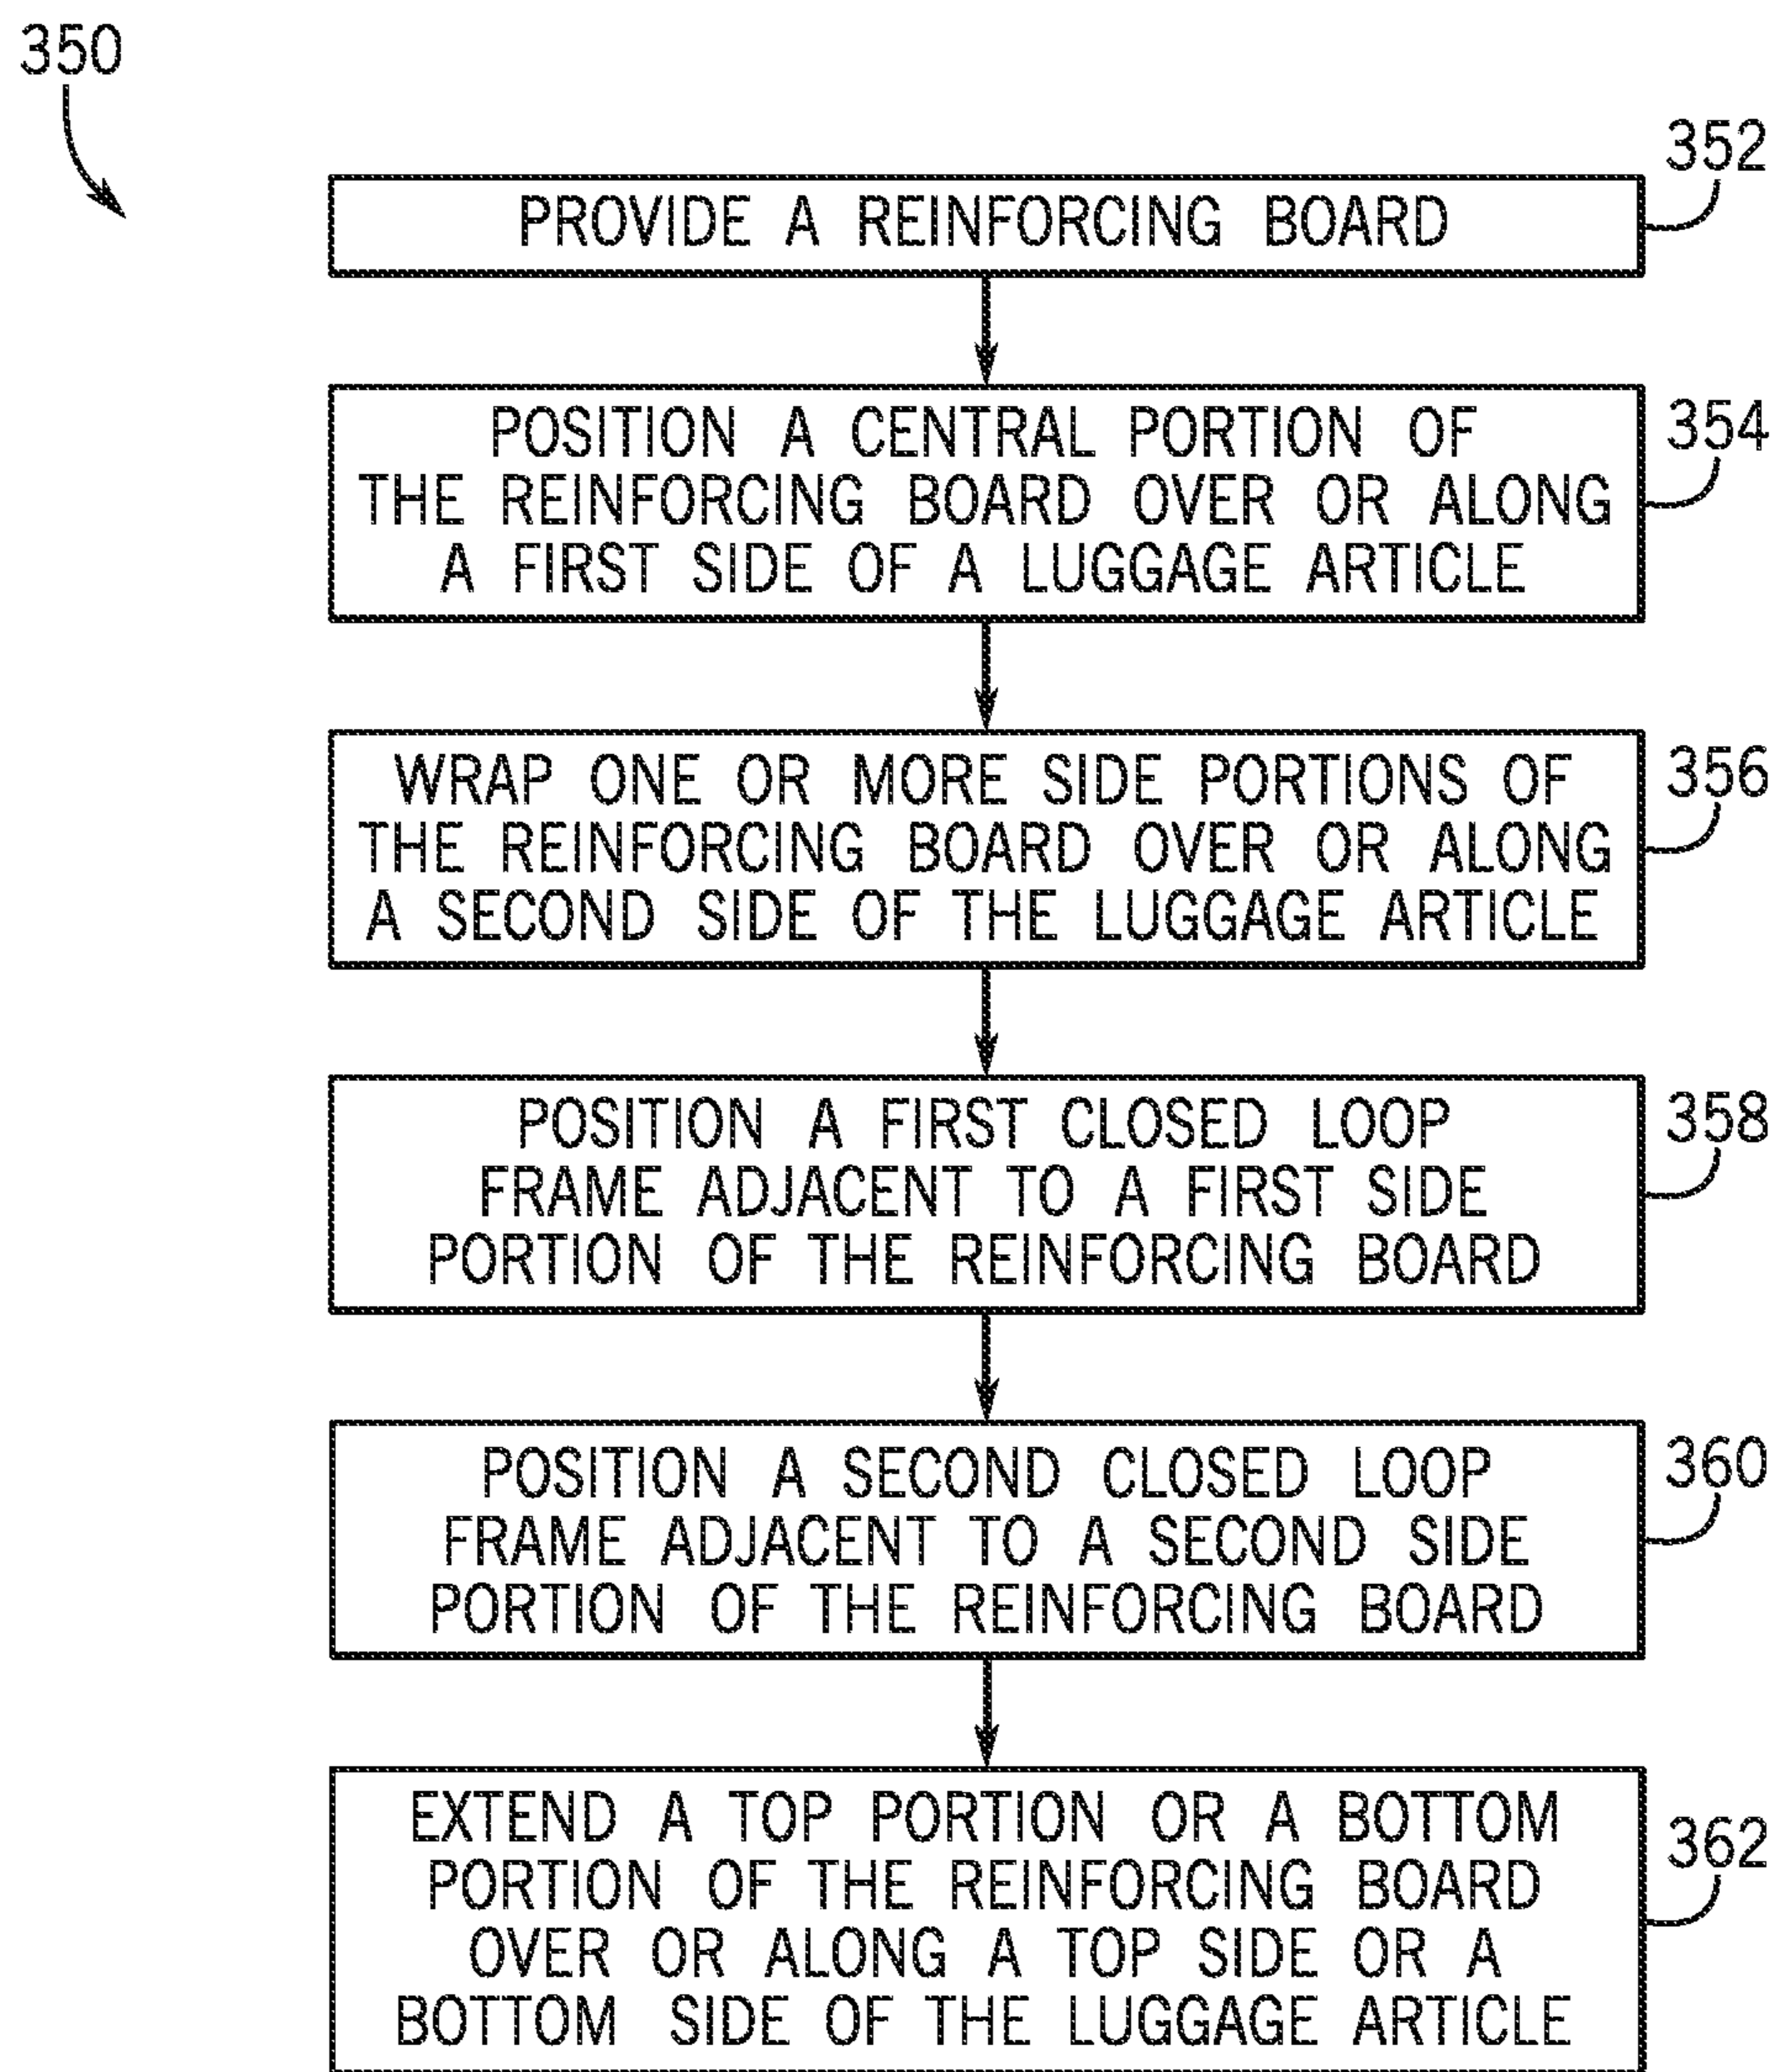 350
352
PROVIDE A REINFORCING BOARD
354
POSITION A CENTRAL PORTION OF
THE REINFORCING BOARD OVER OR ALONG
A FIRST SIDE OF A LUGGAGE ARTICLE
356
WRAP ONE OR MORE SIDE PORTIONS OF
THE REINFORCING BOARD OVER OR ALONG
A SECOND SIDE OF THE LUGGAGE ARTICLE
358
POSITION A FIRST CLOSED LOOP
FRAME ADJACENT TO A FIRST SIDE
PORTION OF THE REINFORCING BOARD
360
POSITION A SECOND CLOSED LOOP
FRAME ADJACENT TO A SECOND SIDE
PORTION OF THE REINFORCING BOARD
362
EXTEND A TOP PORTION OR A BOTTOM
PORTION OF THE REINFORCING BOARD
OVER OR ALONG A TOP SIDE OR A
BOTTOM SIDE OF THE LUGGAGE ARTICLE